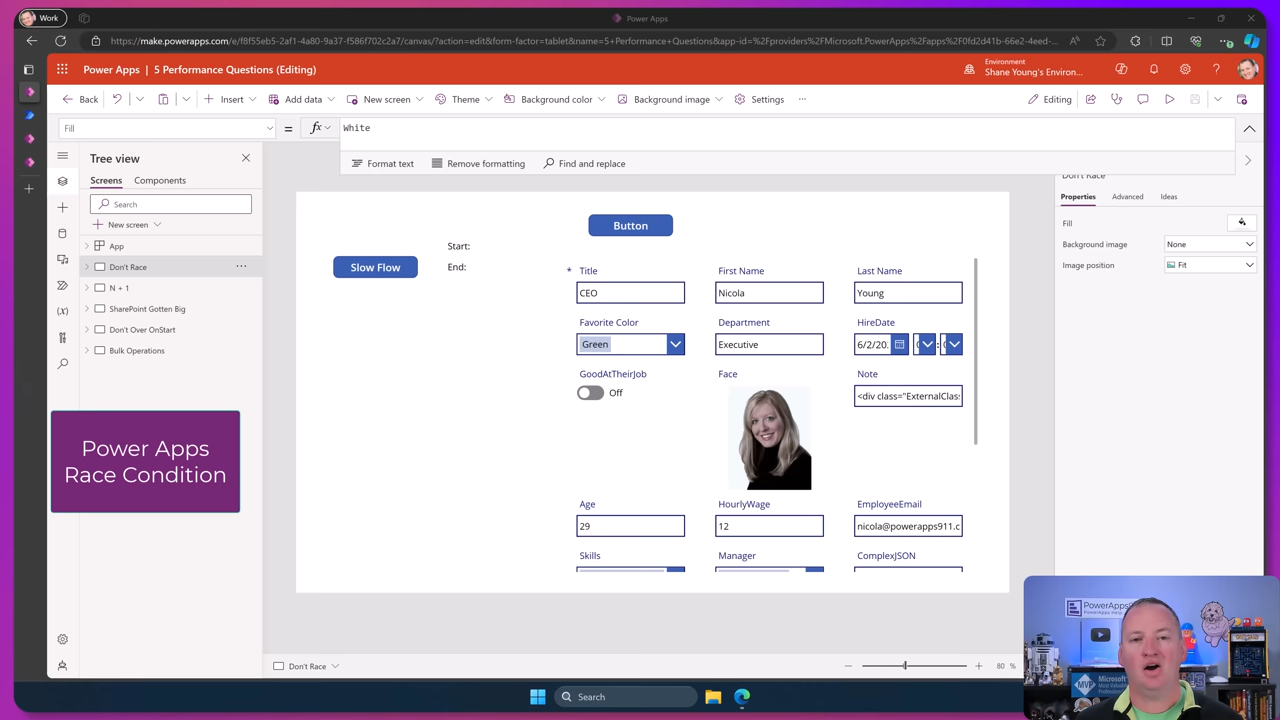 Work
Power Apps
https://make.powerapps.com/e/f8f55eb5-2af1-4a80-9a37-f586f702c2a7/canvas/?action=edit&form-factor=tablet&name=5+Performance+Questions&app-id=%2Fproviders%2FMicrosoft.PowerApps%2Fapps%2F0fd2d41b-66e2-4eed-...
Power Apps | 5 Performance Questions (Editing)
Environment
Shane Young's Environ...
Back
Insert
Add data
New screen
Theme
Background color
Background image
Settings
Editing
Fill
=
fx
White
Format text
Remove formatting
Find and replace
Tree view
Screens
Components
Search
New screen
App
Don't Race
N + 1
SharePoint Gotten Big
Don't Over OnStart
Bulk Operations
Power Apps
Race Condition
Button
Slow Flow
Start:
End:
* Title
First Name
Last Name
CEO
Nicola
Young
Favorite Color
Department
HireDate
Green
Executive
6/2/20
GoodAtTheirJob
Face
Note
Off
<div class="ExternalClas
Age
HourlyWage
EmployeeEmail
29
12
nicola@powerapps911.c
Skills
Manager
ComplexJSON
Don't Race
Properties
Advanced
Ideas
Fill
Background image
None
Image position
Fit
Don't Race
80 %
Search
PowerApps
Microsoft
MVP